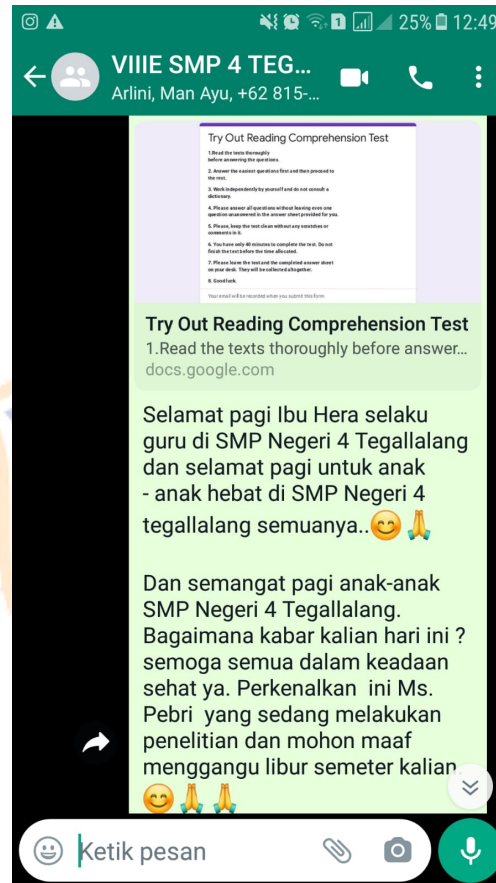 25% 12:49
VIIIE SMP 4 TEG...
Arlini, Man Ayu, +62 815-...
Try Out Reading Comprehension Test
1.Read the texts thoroughly
before answering the questions.
2. Answer the easiest questions first and then proceed to
the rest.
3. Work independently by yourself and do not consult a
dictionary.
4. Please answer all questions without leaving even one
question unanswered in the answer sheet provided for you.
5. Please, keep the test clean without any scratches or
comments in it.
6. You have only 40 minutes to complete the test. Do not
finish the test before the time allocated.
7. Please leave the test and the completed answer sheet
on your desk. They will be collected altogether.
8. Good luck.
Your email will be recorded when you submit this form
Try Out Reading Comprehension Test
1.Read the texts thoroughly before answer...
docs.google.com
Selamat pagi Ibu Hera selaku
guru di SMP Negeri 4 Tegallalang
dan selamat pagi untuk anak
- anak hebat di SMP Negeri 4
tegallalang semuanya..😊🙏
Dan semangat pagi anak-anak
SMP Negeri 4 Tegallalang.
Bagaimana kabar kalian hari ini ?
semoga semua dalam keadaan
sehat ya. Perkenalkan ini Ms.
Pebri yang sedang melakukan
penelitian dan mohon maaf
menggangu libur semeter kalian.
😊🙏🙏
Ketik pesan